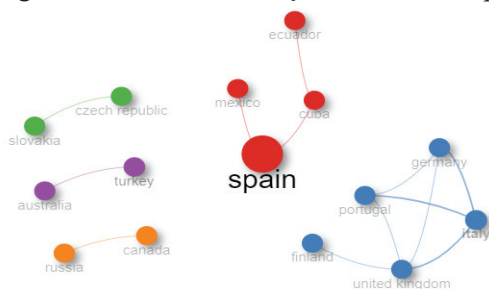 ecuador
mexico
cuba
spain
czech republic
slovakia
turkey
australia
canada
russia
germany
portugal
italy
finland
united kingdom